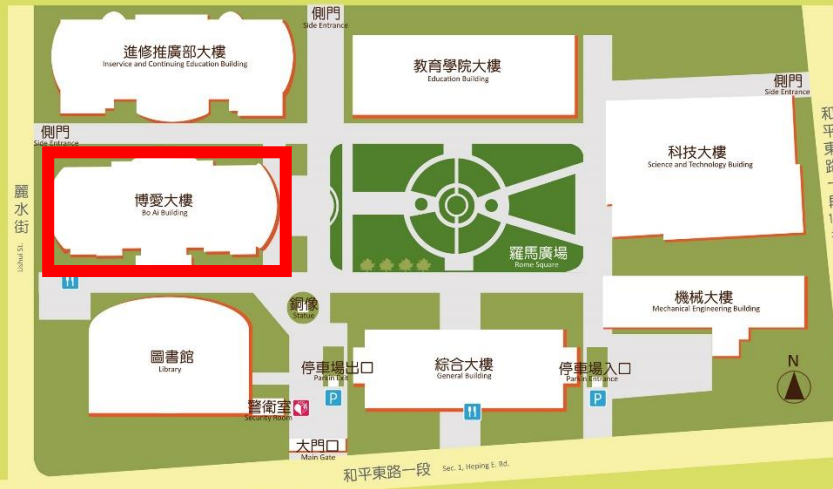 側門
Side Entrance
進修推廣部大樓
Inservice and Continuing Education Building
教育學院大樓
Education Building
側門
Side Entrance
側門
Side Entrance
科技大樓
Science and Technology Buiding
博愛大樓
Bo Ai Building
麗水街
Lishui St.
羅馬廣場
Rome Square
銅像
Statue
機械大樓
Mechanical Engineering Building
圖書館
Library
停車場出口
Parkin Exit
P
綜合大樓
General Building
停車場入口
Parkin Entrance
P
N
警衛室
Security Room
大門口
Main Gate
和平東路一段 Sec. 1, Heping E. Rd.
和平東路一段